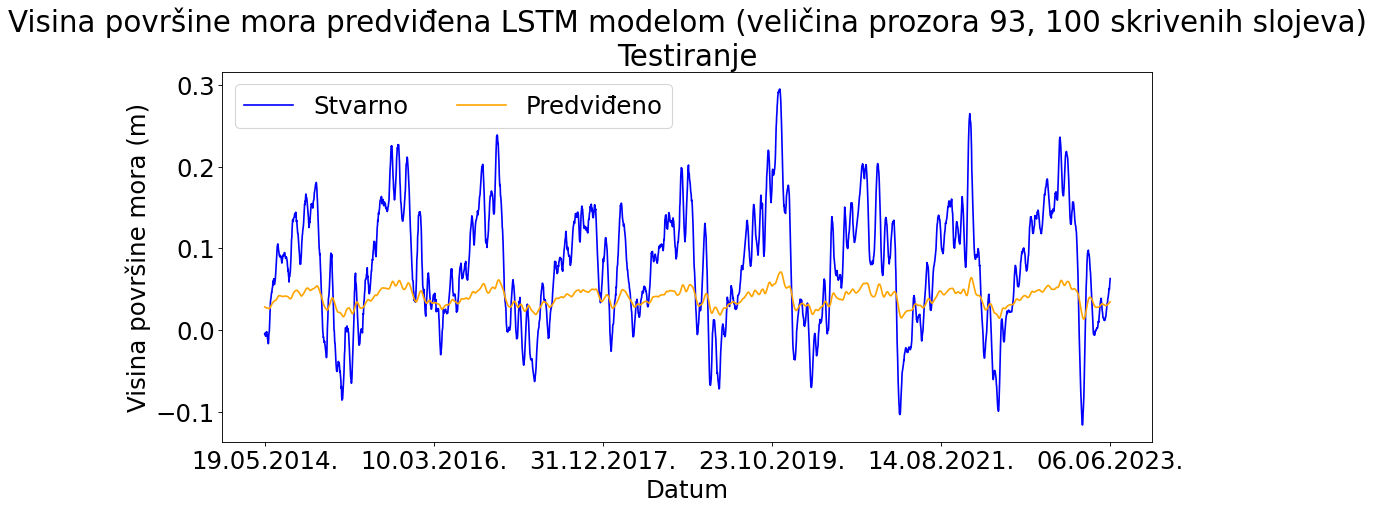 Visina površine mora predviđena LSTM modelom (veličina prozora 93, 100 skrivenih slojeva)
Testiranje
Stvarno Predviđeno
Visina površine mora (m)
0.3
0.2
0.1
0.0
−0.1
19.05.2014. 10.03.2016. 31.12.2017. 23.10.2019. 14.08.2021. 06.06.2023.
Datum